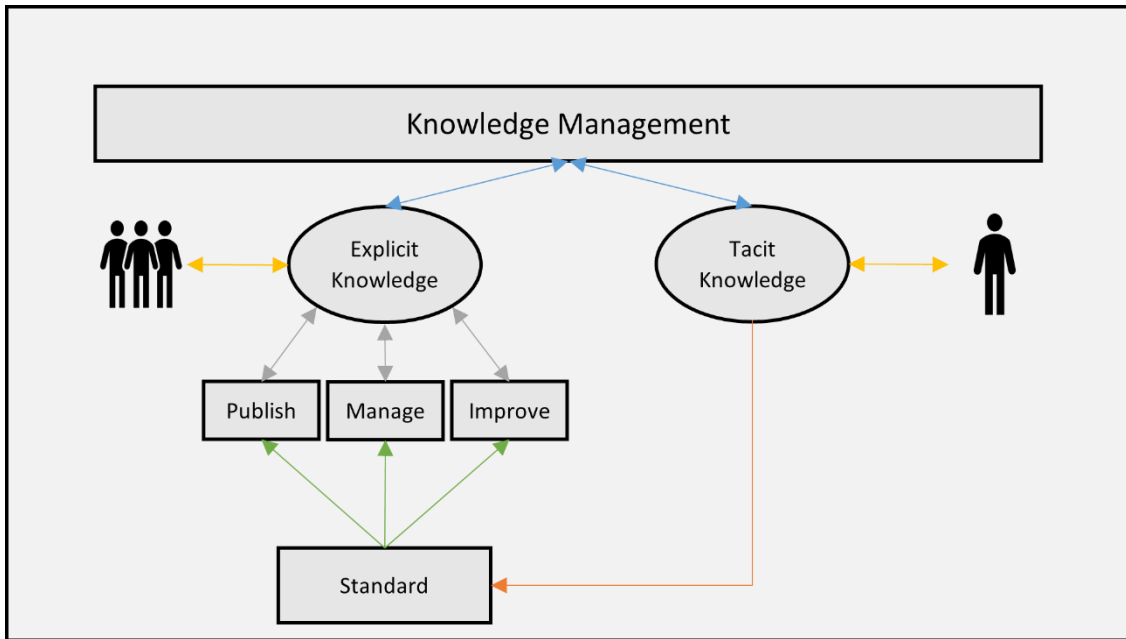 Knowledge Management
Explicit
Knowledge
Tacit
Knowledge
Publish
Manage
Improve
Standard